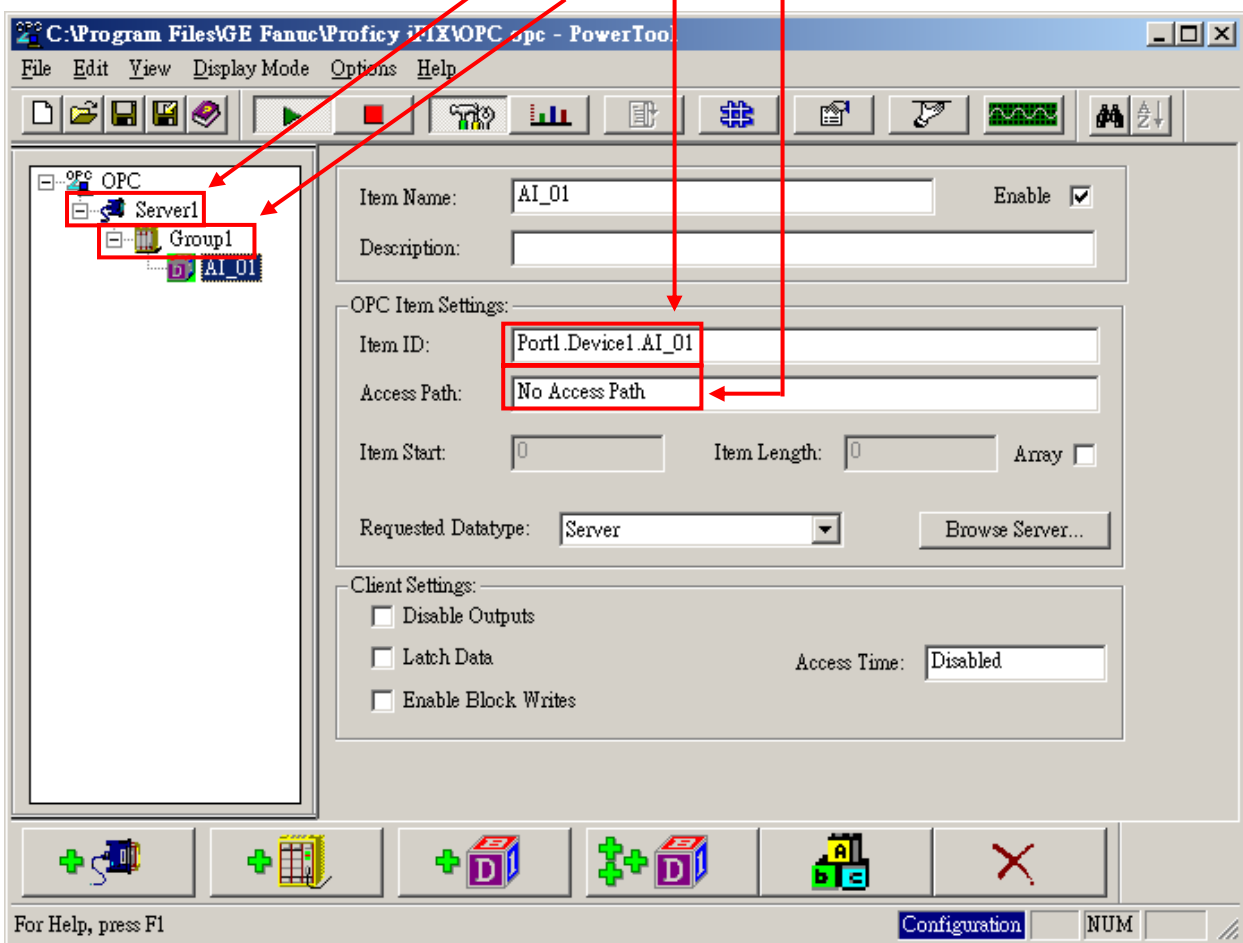 C:\Program Files\GE Fanuc\Proficy iFIX\OPC.opc - PowerTool
File Edit View Display Mode Options Help
OPC
Server1
Group1
AI_01
Item Name: AI_01 Enable
Description:
OPC Item Settings:
Item ID: Port1.Device1.AI_01
Access Path: No Access Path
Item Start: 0 Item Length: 0 Array
Requested Datatype: Server Browse Server...
Client Settings:
Disable Outputs
Latch Data Access Time: Disabled
Enable Block Writes
For Help, press F1 Configuration NUM